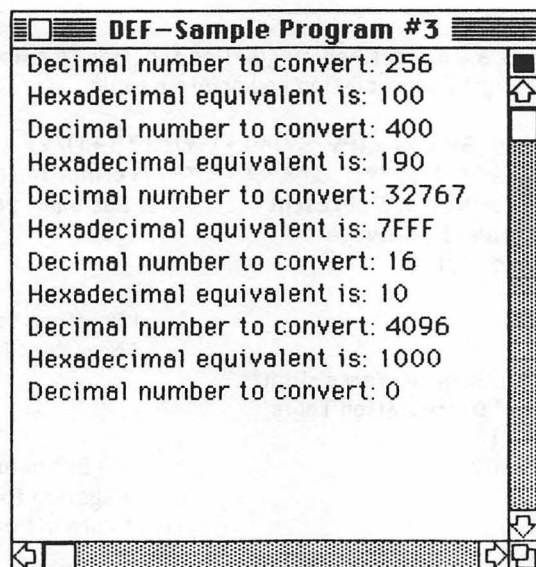 DEF—Sample Program #3
Decimal number to convert: 256
Hexadecimal equivalent is: 100
Decimal number to convert: 400
Hexadecimal equivalent is: 190
Decimal number to convert: 32767
Hexadecimal equivalent is: 7FFF
Decimal number to convert: 16
Hexadecimal equivalent is: 10
Decimal number to convert: 4096
Hexadecimal equivalent is: 1000
Decimal number to convert: 0